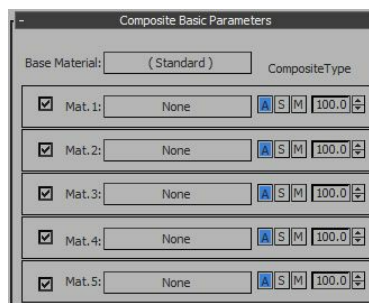 - Composite Basic Parameters
Base Material: ( Standard ) CompositeType
Mat.1: None A S M 100.0
Mat.2: None A S M 100.0
Mat.3: None A S M 100.0
Mat.4: None A S M 100.0
Mat.5: None A S M 100.0